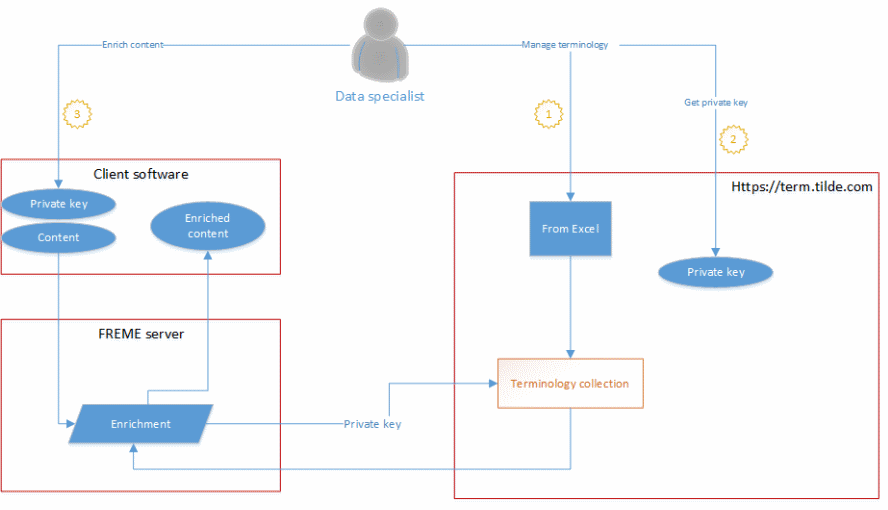 Enrich content
Manage terminology
Data specialist
Get private key
3
1
2
Client software
Https://term.tilde.com
Private key
Enriched
content
Content
From Excel
Private key
FREME server
Terminology collection
Enrichment
Private key